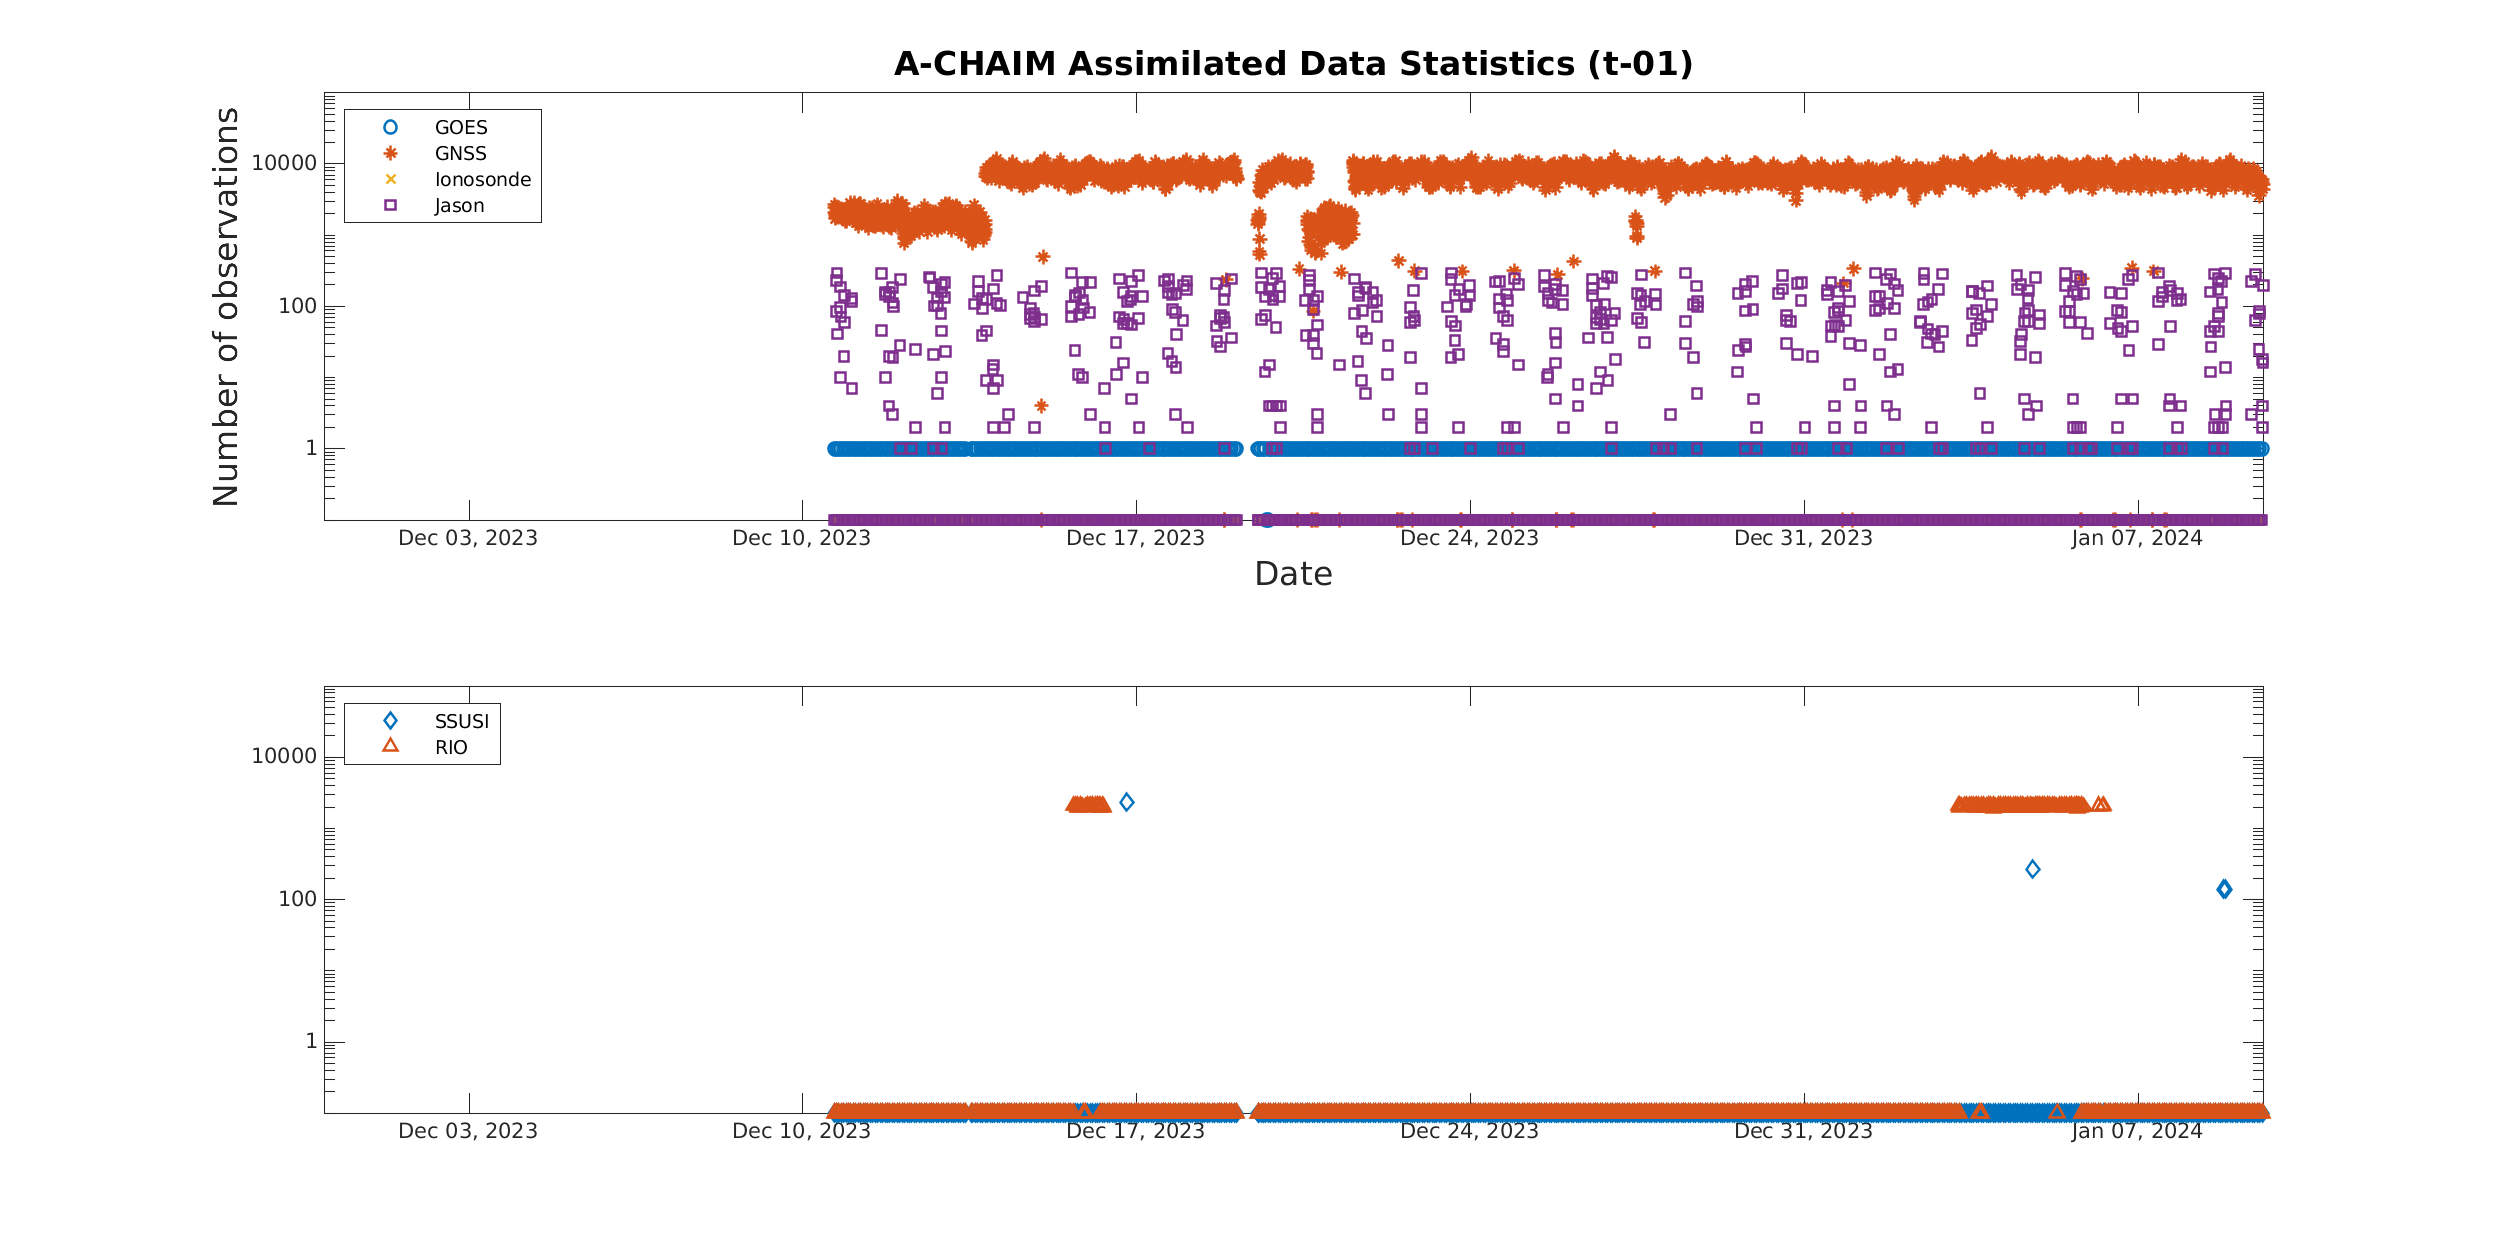 A-CHAIM Assimilated Data Statistics (t-01)
Number of observations
10000
100
1
GOES
GNSS
Ionosonde
Jason
Dec 03, 2023
Dec 10, 2023
Dec 17, 2023
Dec 24, 2023
Dec 31, 2023
Jan 07, 2024
Date
10000
100
1
SSUSI
RIO
Dec 03, 2023
Dec 10, 2023
Dec 17, 2023
Dec 24, 2023
Dec 31, 2023
Jan 07, 2024